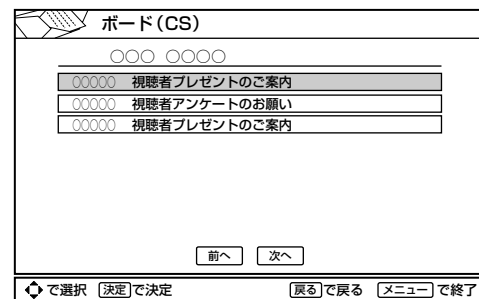 ボード（CS）
○○○ ○○○○
○○○○○ 視聴者プレゼントのご案内
○○○○○ 視聴者アンケートのお願い
○○○○○ 視聴者プレゼントのご案内
前へ 次へ
で選択 決定で決定 戻るで戻る メニューで終了